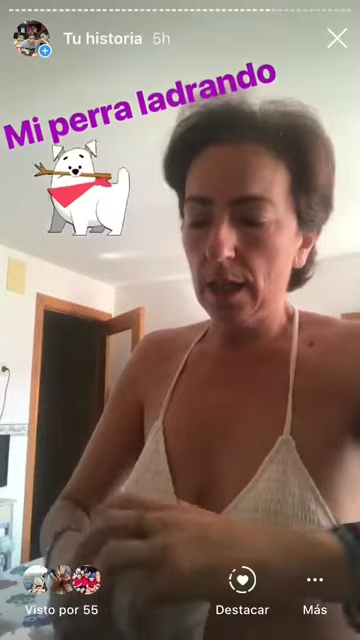 Tu historia 5h
Mi perra ladrando
Visto por 55
Destacar
Más